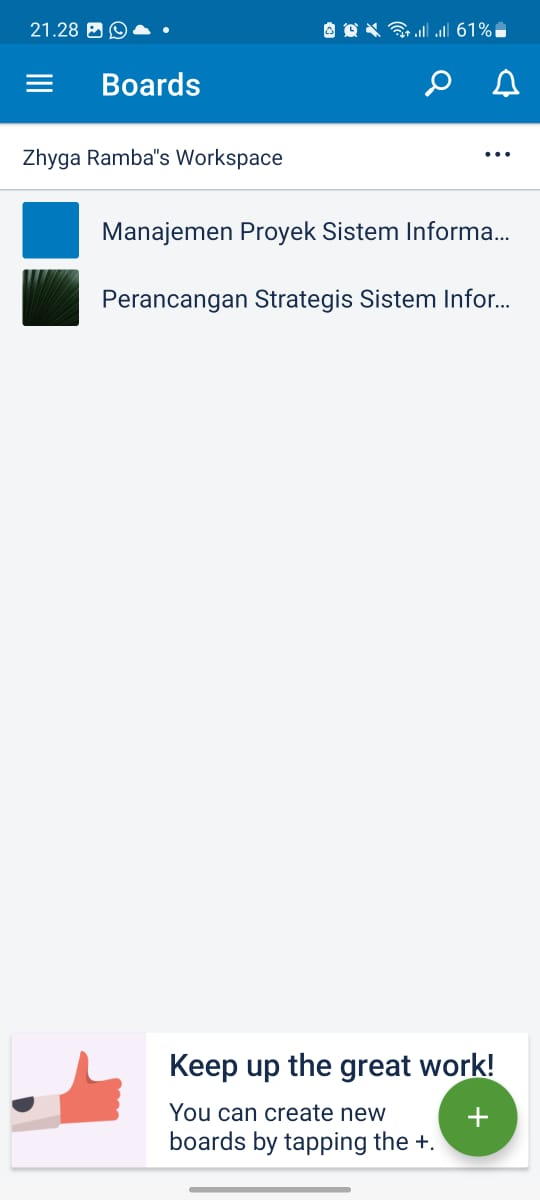 21.28
61%
Boards
Zhyga Ramba"s Workspace
Manajemen Proyek Sistem Informa...
Perancangan Strategis Sistem Infor...
Keep up the great work!
You can create new
boards by tapping the +.
+